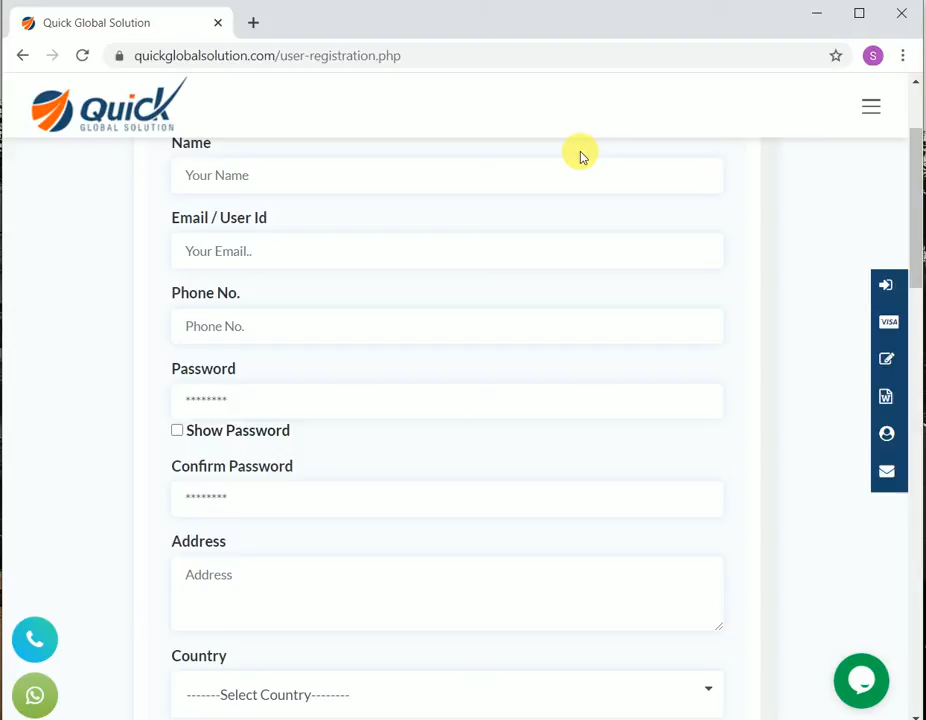 Quick Global Solution
quickglobalsolution.com/user-registration.php
S
Quick
GLOBAL SOLUTION
Name
Your Name
Email / User Id
Your Email..
Phone No.
Phone No.
Password
********
Show Password
Confirm Password
********
Address
Address
Country
-------Select Country--------
VISA
W